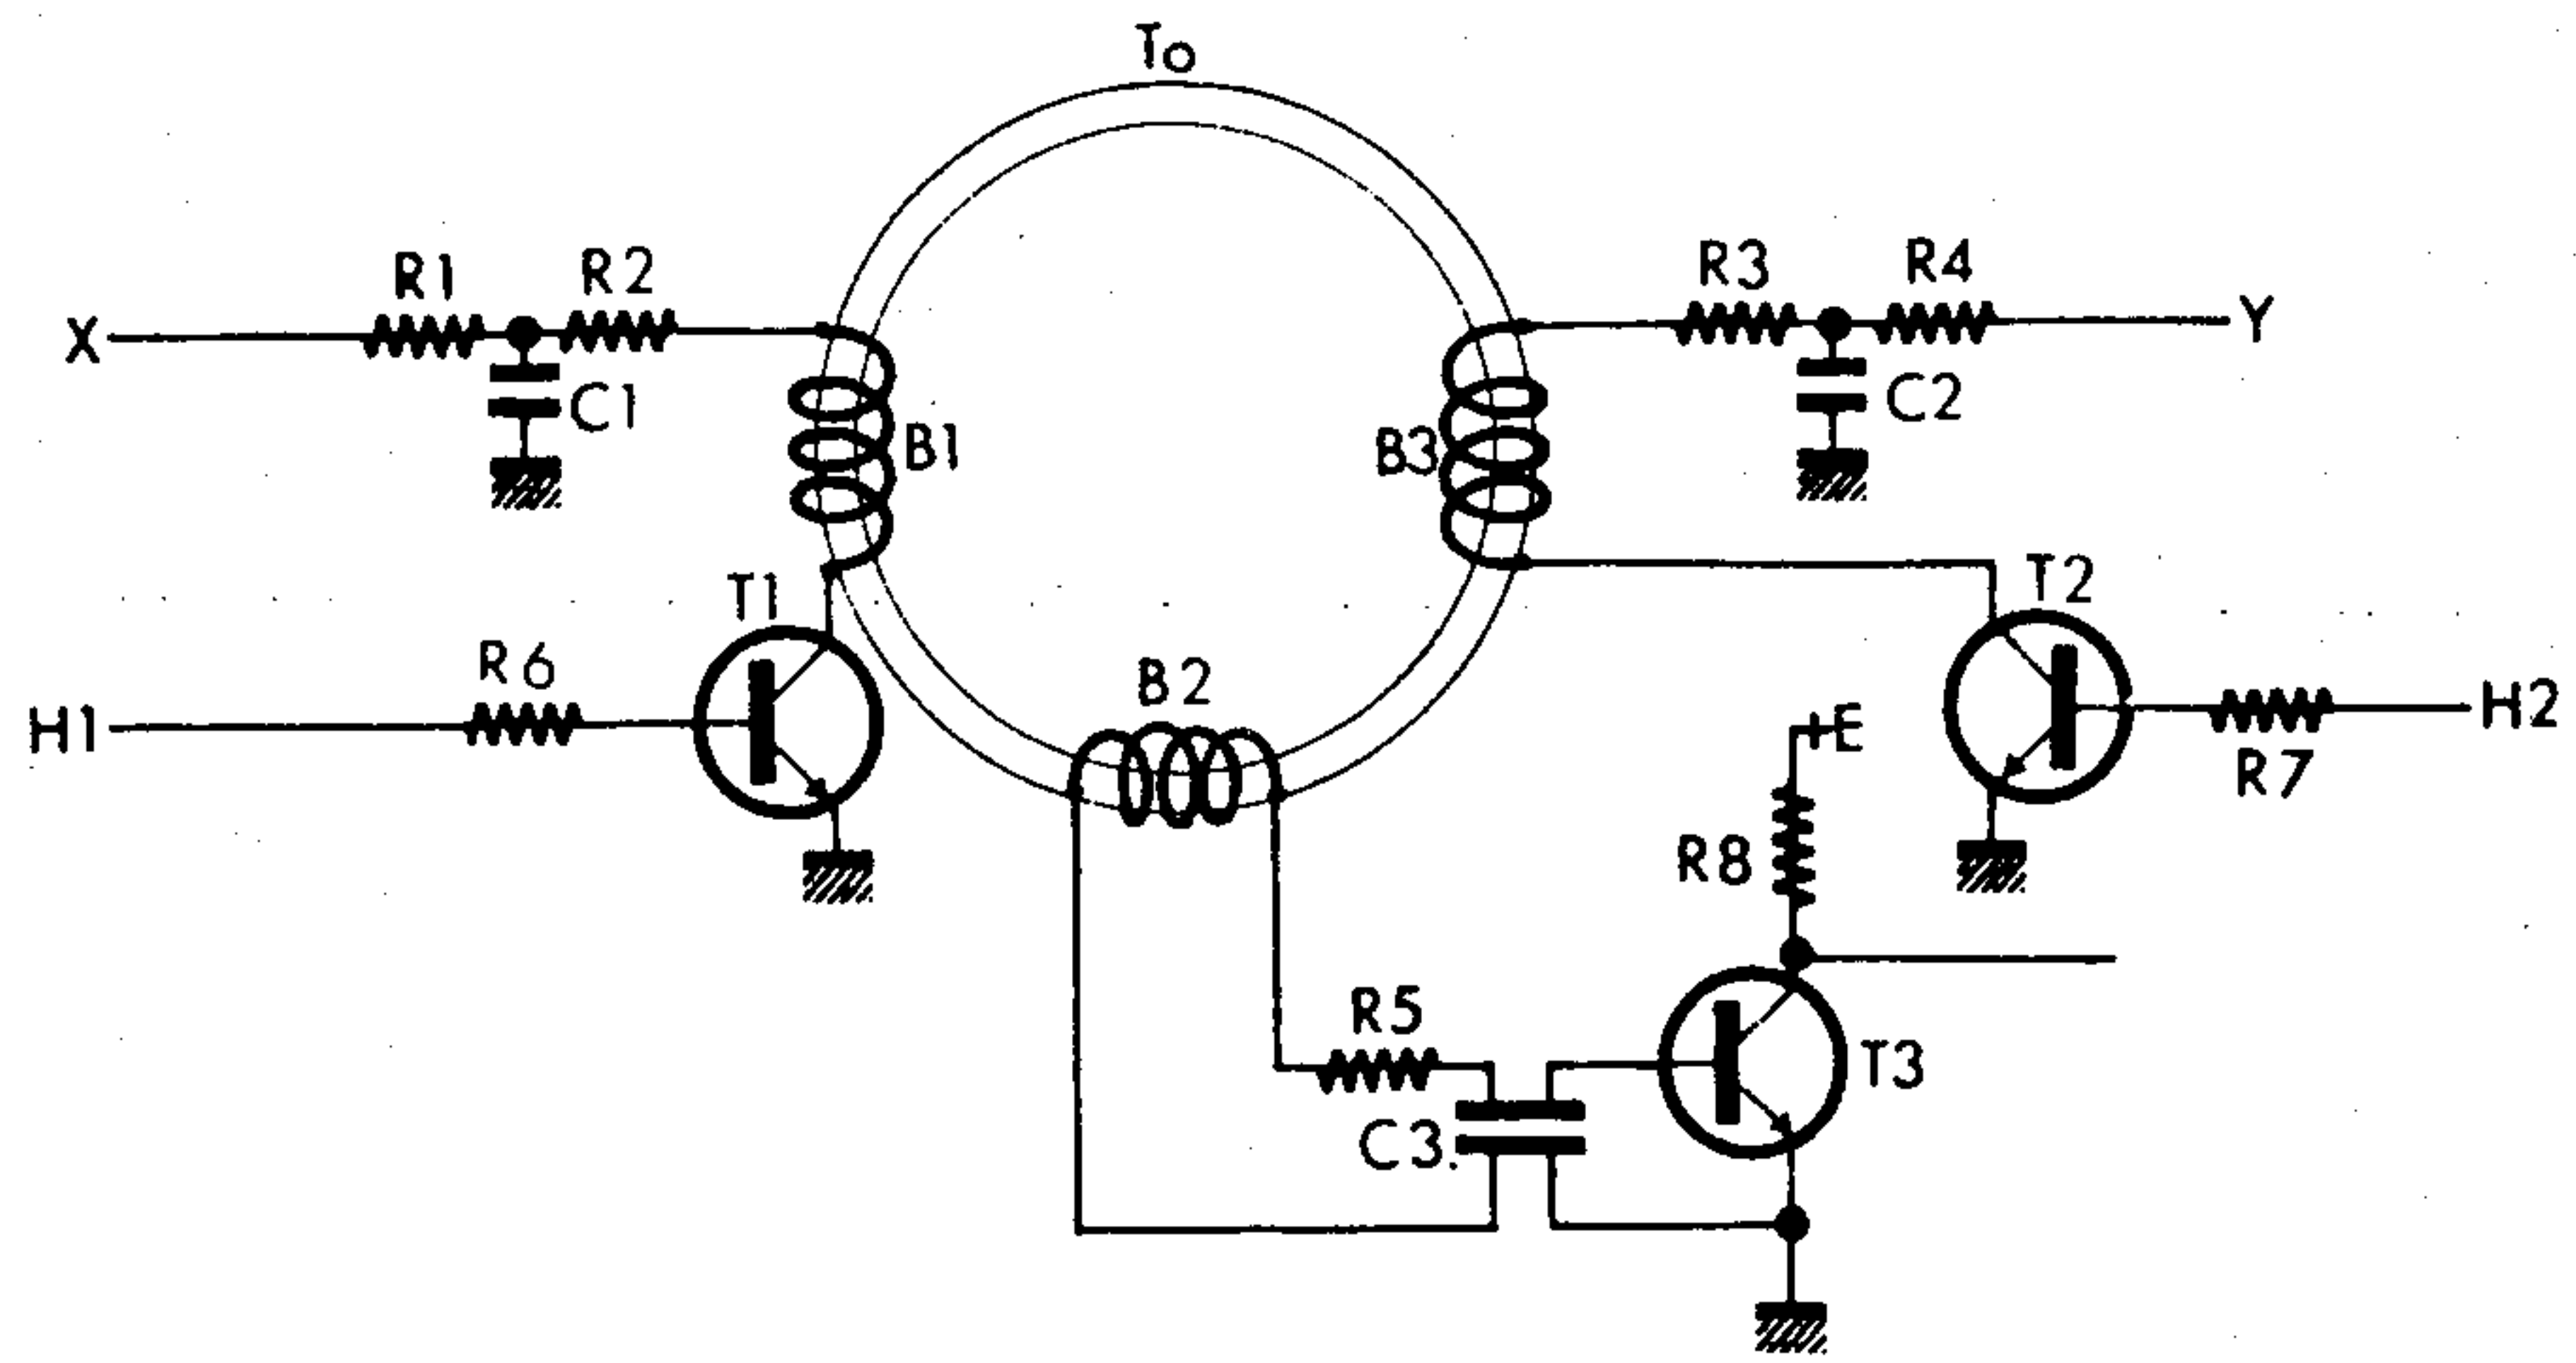 To
R1
R2
R3
R4
X
Y
C1
C2
B1
B3
T1
T2
R6
B2
H1
+E
H2
R7
R8
R5
T3
C3.